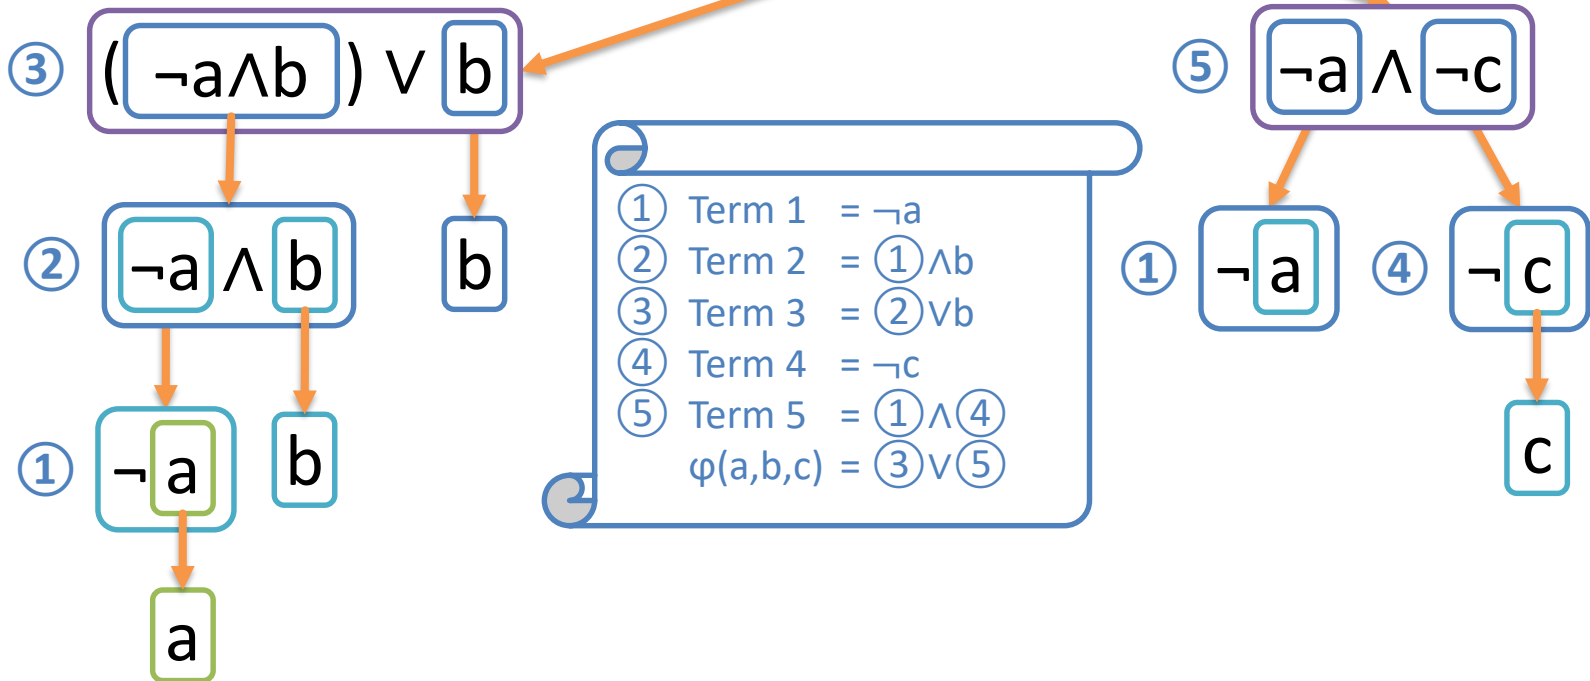 ③ ( ¬a∧b ) ∨ b
⑤ ¬a ∧ ¬c
② ¬a ∧ b
b
① ¬ a
b
a
① Term 1 = ¬a
② Term 2 = ①∧b
③ Term 3 = ②∨b
④ Term 4 = ¬c
⑤ Term 5 = ①∧④
φ(a,b,c) = ③∨⑤
① ¬ a
④ ¬ c
c